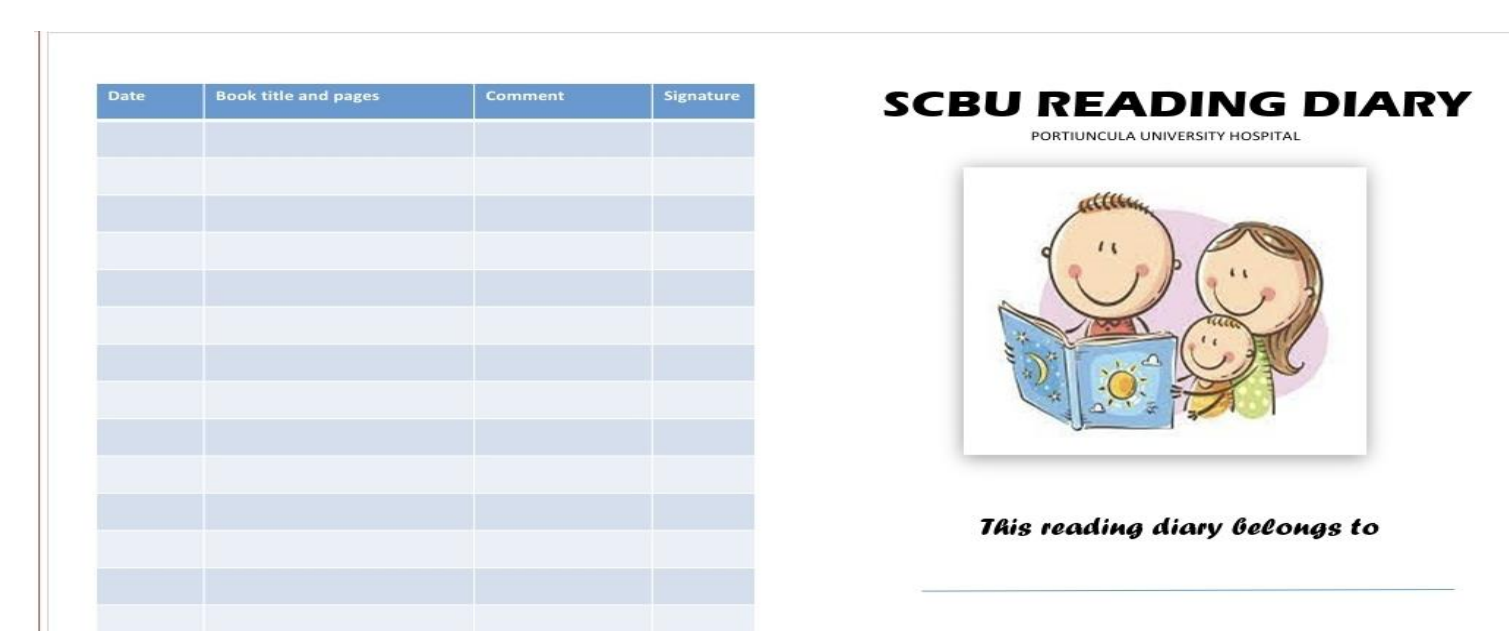 Date Book title and pages Comment Signature
SCBU READING DIARY
PORTIUNCULA UNIVERSITY HOSPITAL
This reading diary belongs to